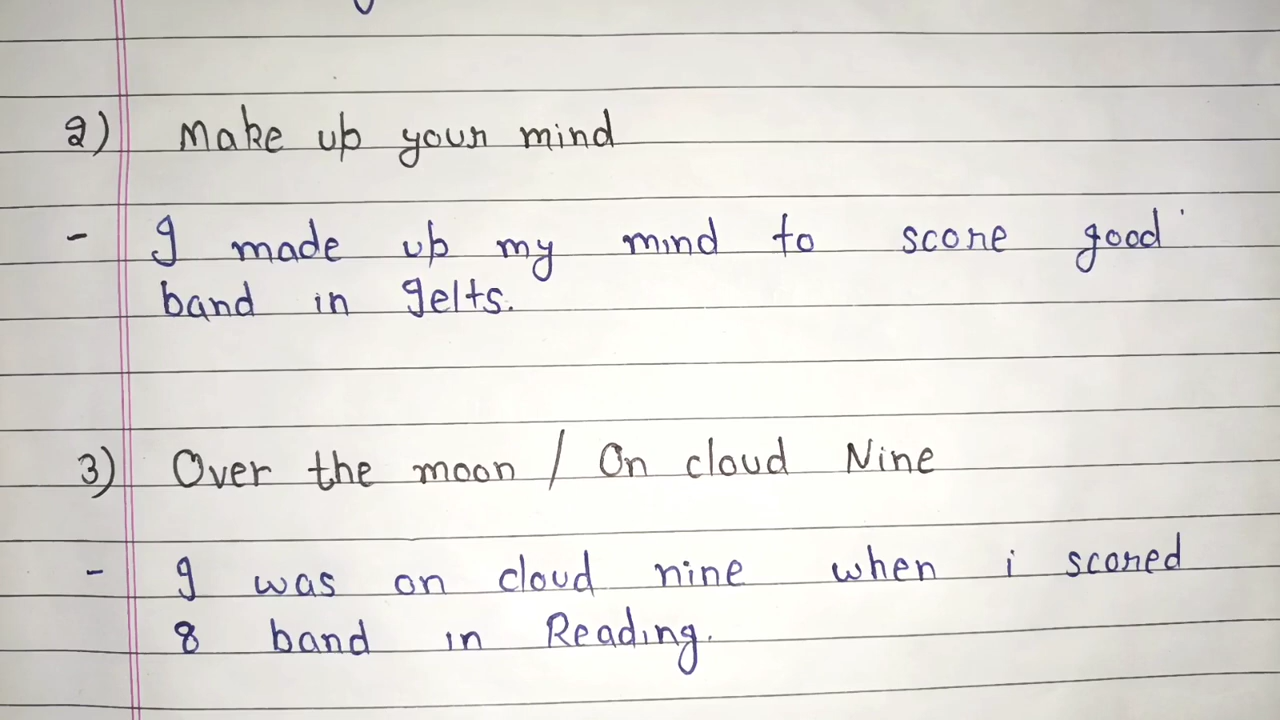 2) Make up your mind
- I made up my mind to score good
band in Ielts.
3) Over the moon / On cloud Nine
- I was on cloud nine when i scored
8 band in Reading.